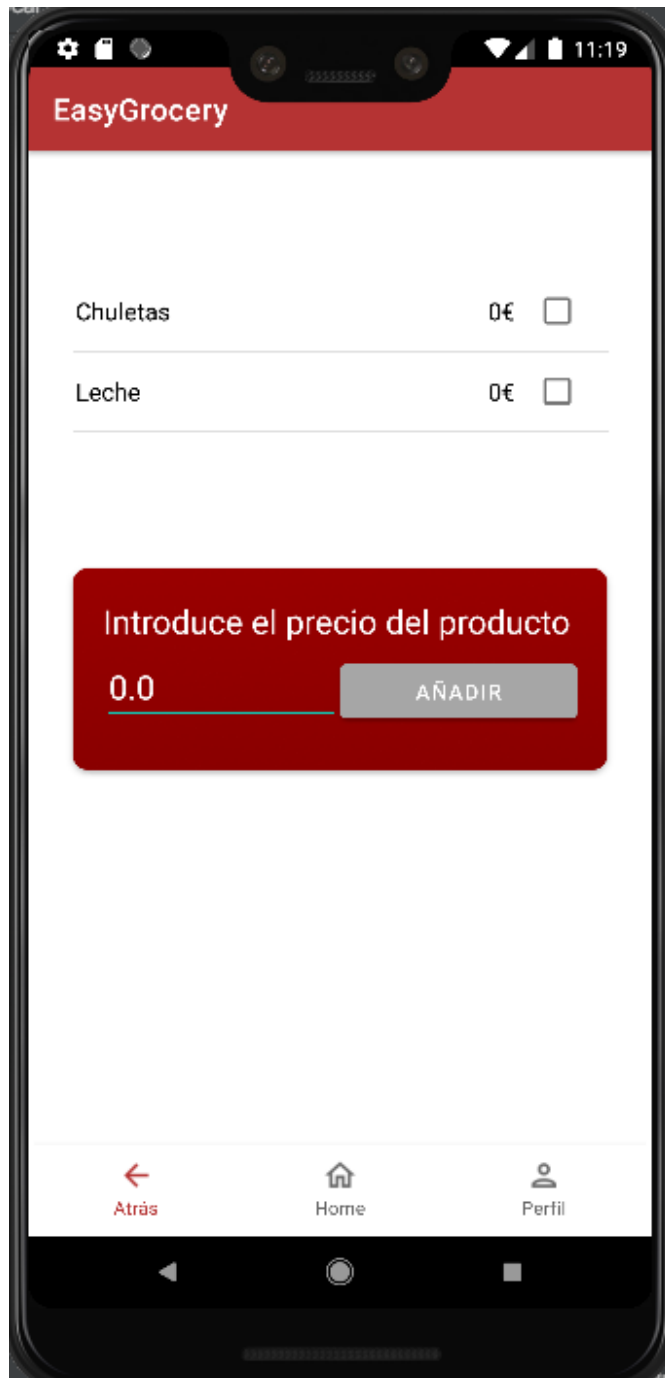 11:19
EasyGrocery
Chuletas 0€
Leche 0€
Introduce el precio del producto
0.0 AÑADIR
Atrás Home Perfil